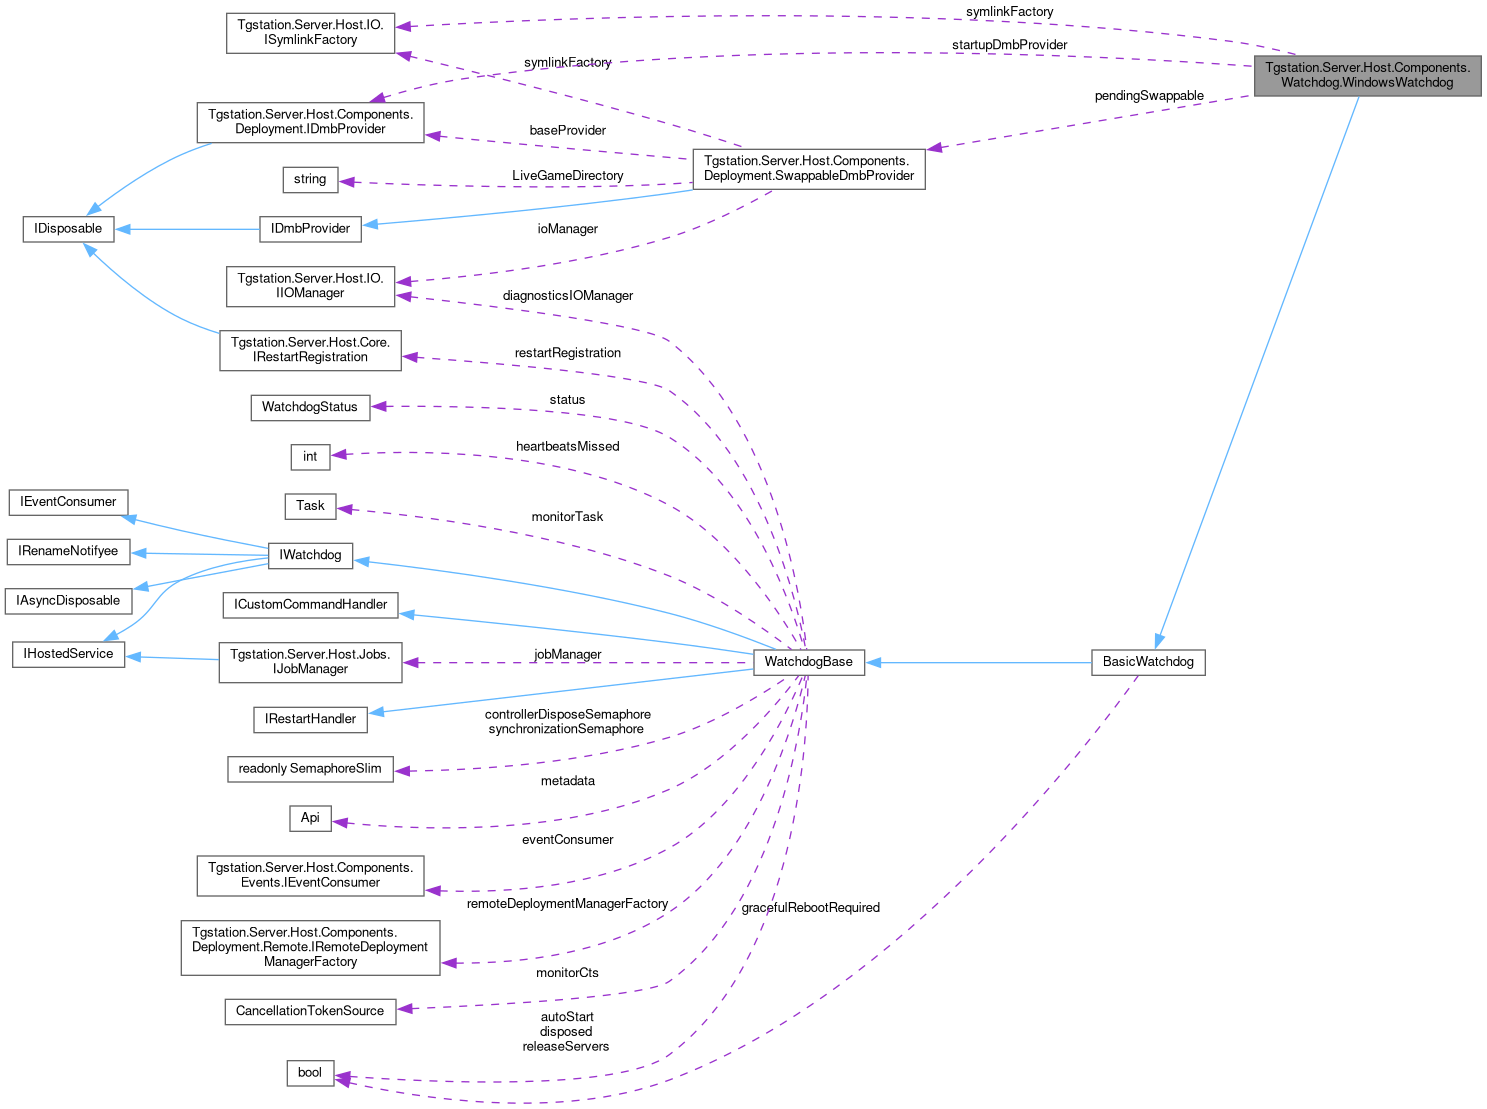 symlinkFactory
Tgstation.Server.Host.IO.
ISymlinkFactory
startupDmbProvider
symlinkFactory
Tgstation.Server.Host.Components.
Watchdog.WindowsWatchdog
pendingSwappable
Tgstation.Server.Host.Components.
Deployment.IDmbProvider
baseProvider
Tgstation.Server.Host.Components.
Deployment.SwappableDmbProvider
string
LiveGameDirectory
IDisposable
IDmbProvider
ioManager
Tgstation.Server.Host.IO.
IIOManager
diagnosticsIOManager
Tgstation.Server.Host.Core.
IRestartRegistration
restartRegistration
WatchdogStatus
status
int
heartbeatsMissed
IEventConsumer
Task
monitorTask
IRenameNotifyee
IWatchdog
IAsyncDisposable
ICustomCommandHandler
IHostedService
Tgstation.Server.Host.Jobs.
IJobManager
jobManager
WatchdogBase
BasicWatchdog
IRestartHandler
controllerDisposeSemaphore
synchronizationSemaphore
readonly SemaphoreSlim
metadata
Api
eventConsumer
Tgstation.Server.Host.Components.
Events.IEventConsumer
remoteDeploymentManagerFactory
gracefulRebootRequired
Tgstation.Server.Host.Components.
Deployment.Remote.IRemoteDeployment
ManagerFactory
monitorCts
CancellationTokenSource
autoStart
disposed
releaseServers
bool